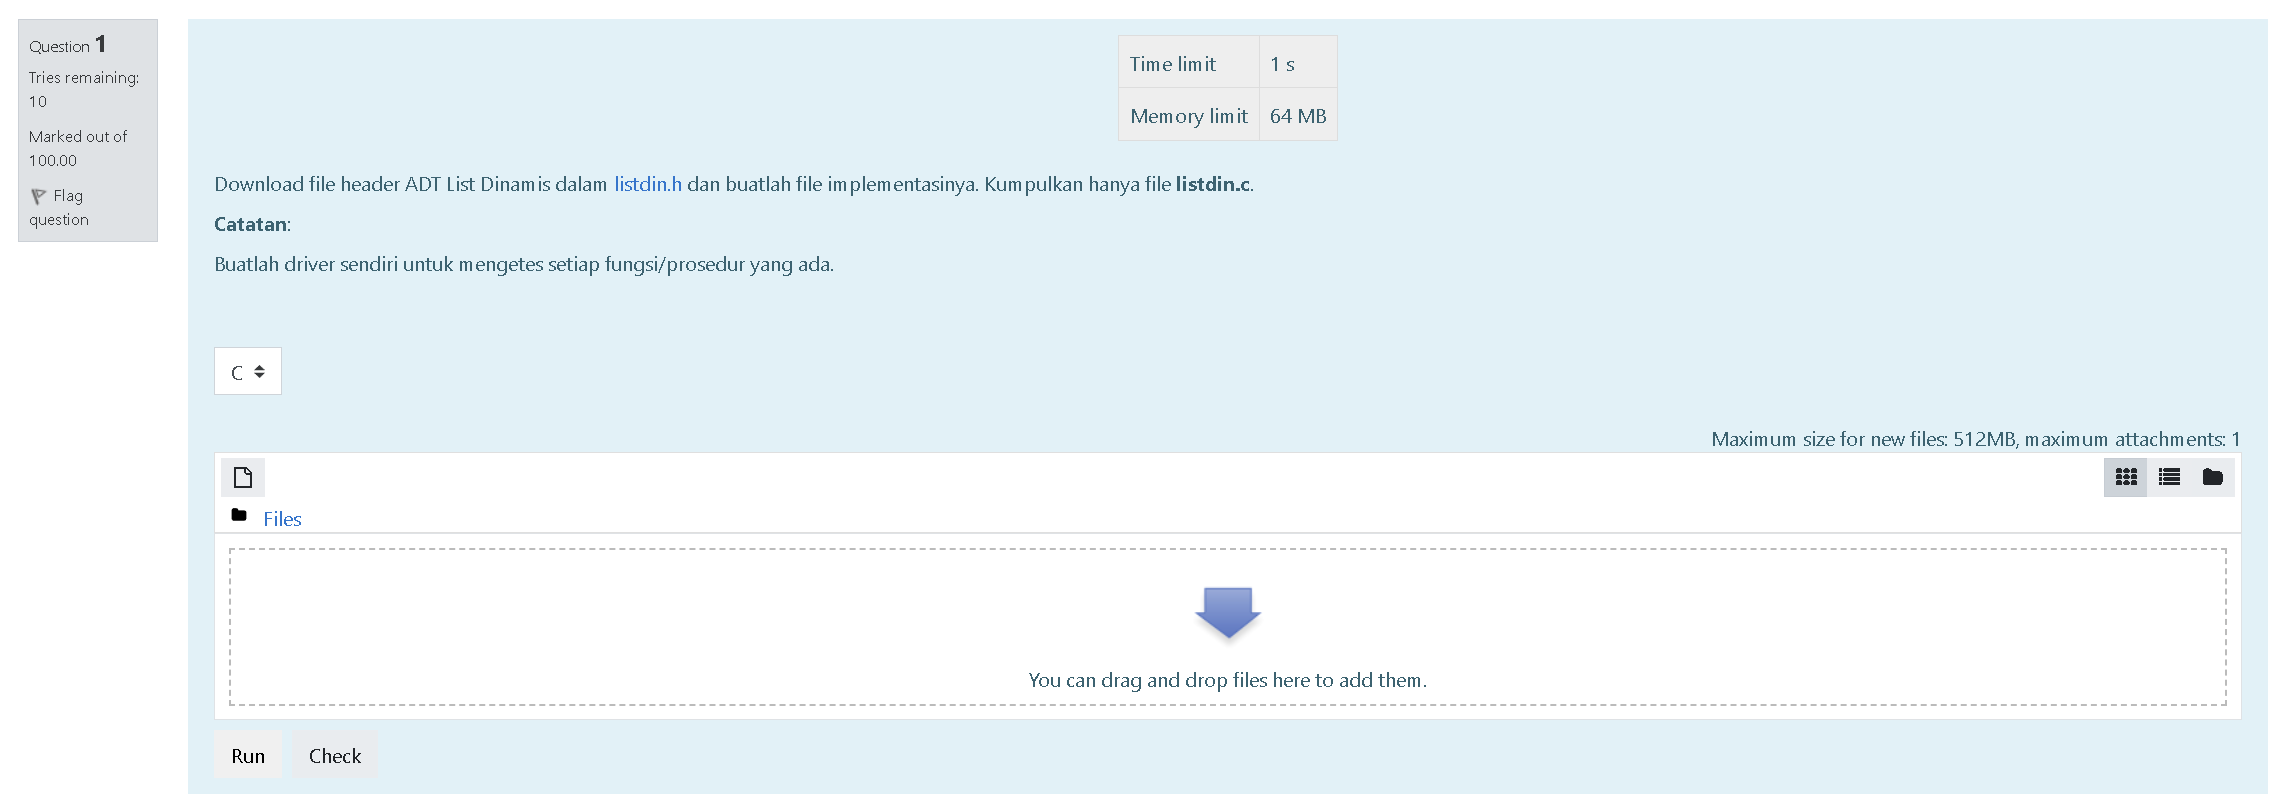 Question 1
Tries remaining:
10
Marked out of
100.00
Flag
question
Time limit 1 s
Memory limit 64 MB
Download file header ADT List Dinamis dalam listdin.h dan buatlah file implementasinya. Kumpulkan hanya file listdin.c.
Catatan:
Buatlah driver sendiri untuk mengetes setiap fungsi/prosedur yang ada.
C
Maximum size for new files: 512MB, maximum attachments: 1
Files
You can drag and drop files here to add them.
Run Check